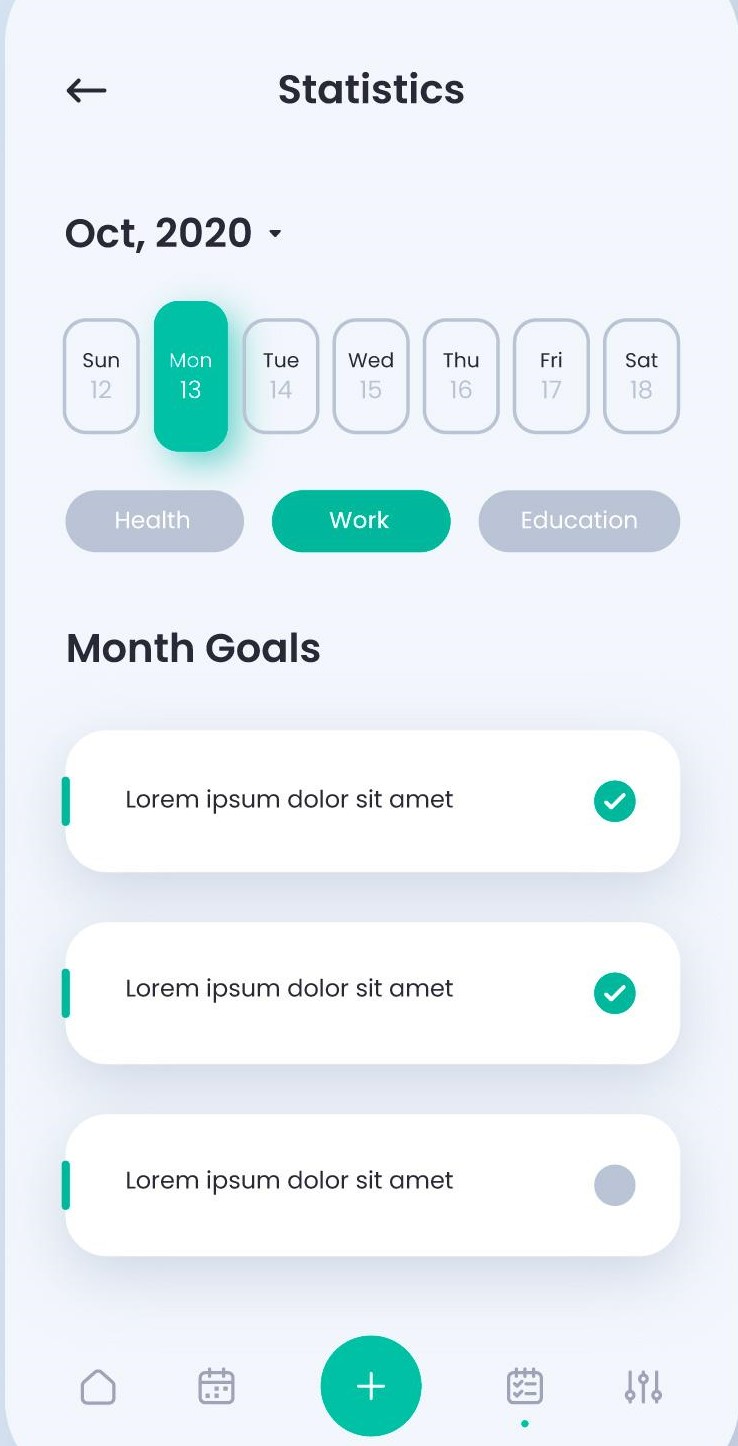 Statistics
Oct, 2020
Sun Mon Tue Wed Thu Fri Sat
12 13 14 15 16 17 18
Health Work Education
Month Goals
Lorem ipsum dolor sit amet
Lorem ipsum dolor sit amet
Lorem ipsum dolor sit amet